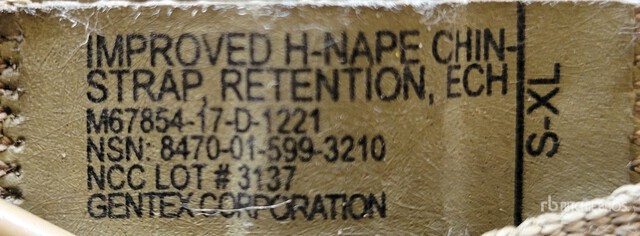 IMPROVED H-NAPE CHIN-
STRAP, RETENTION, ECH
M67854-17-D-1221
NSN: 8470-01-599-3210
NCC LOT # 3137
GENTEX CORPORATION
S-XL